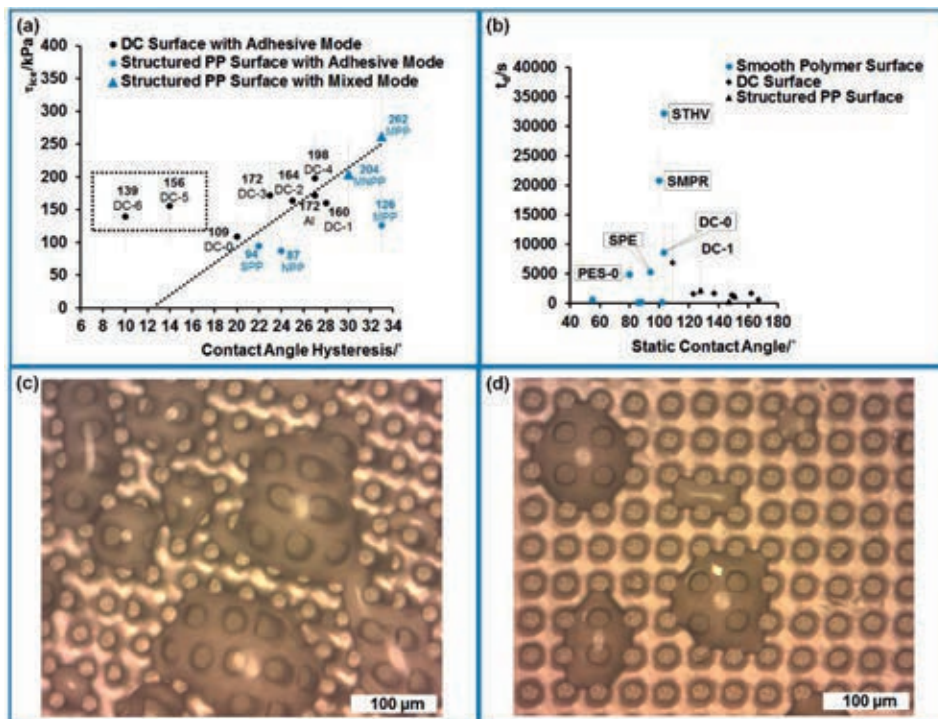 (a)
τice/kPa
400
350
300
250
200
150
100
50
0
DC Surface with Adhesive Mode
Structured PP Surface with Adhesive Mode
Structured PP Surface with Mixed Mode
262
MPP
198
DC-4
204
MNPP
164
DC-2
172
DC-3
156
DC-5
139
DC-6
172
Al
160
DC-1
126
MPP
109
DC-0
94
SPP
87
NPP
6 8 10 12 14 16 18 20 22 24 26 28 30 32 34
Contact Angle Hysteresis/°
(b)
40000
35000
30000
25000
20000
15000
10000
5000
0
Smooth Polymer Surface
DC Surface
Structured PP Surface
STHV
SMPR
DC-0
SPE
DC-1
PES-0
40 60 80 100 120 140 160 180
Static Contact Angle/°
(c)
100 µm
(d)
100 µm